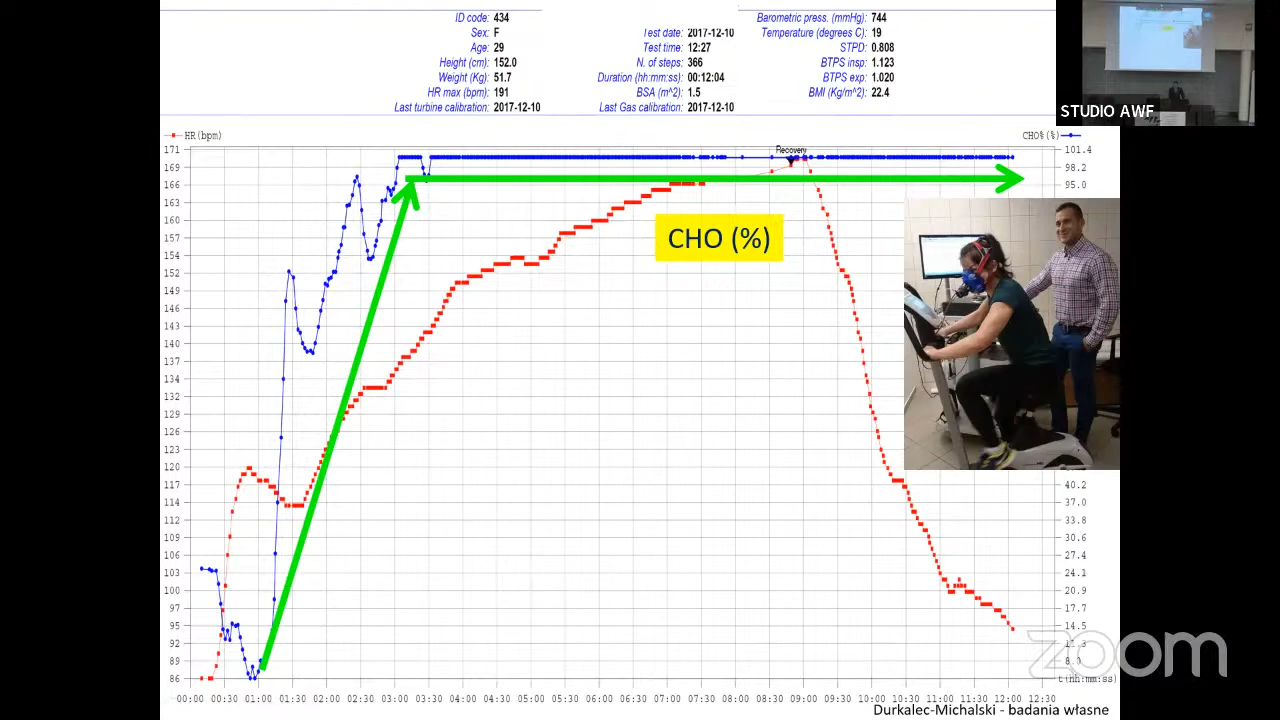 ID code: 434
Sex: F
Age: 29
Height (cm): 152.0
Weight (Kg): 51.7
HR max (bpm): 191
Last turbine calibration: 2017-12-10
Test date: 2017-12-10
Test time: 12:27
N. of steps: 366
Duration (hh:mm:ss): 00:12:04
BSA (m^2): 1.5
Last Gas calibration: 2017-12-10
Barometric press. (mmHg): 744
Temperature (degrees C): 19
STPD: 0.808
BTPS insp: 1.123
BTPS exp: 1.020
BMI (Kg/m^2): 22.4
STUDIO AWF
HR(bpm)
CHO%(%)
Recovery
171
169
166
163
160
157
154
152
149
146
143
140
137
134
132
129
126
123
120
117
114
112
109
106
103
100
97
95
92
89
86
101.4
98.2
95.0
CHO (%)
40.2
37.0
33.8
30.6
27.4
24.1
20.9
17.7
14.5
11.3
8.0
t(hh:mm:ss)
00:00 00:30 01:00 01:30 02:00 02:30 03:00 03:30 04:00 04:30 05:00 05:30 06:00 06:30 07:00 07:30 08:00 08:30 09:00 09:30 10:00 10:30 11:00 11:30 12:00 12:30
zoom
Durkalec-Michalski - badania własne